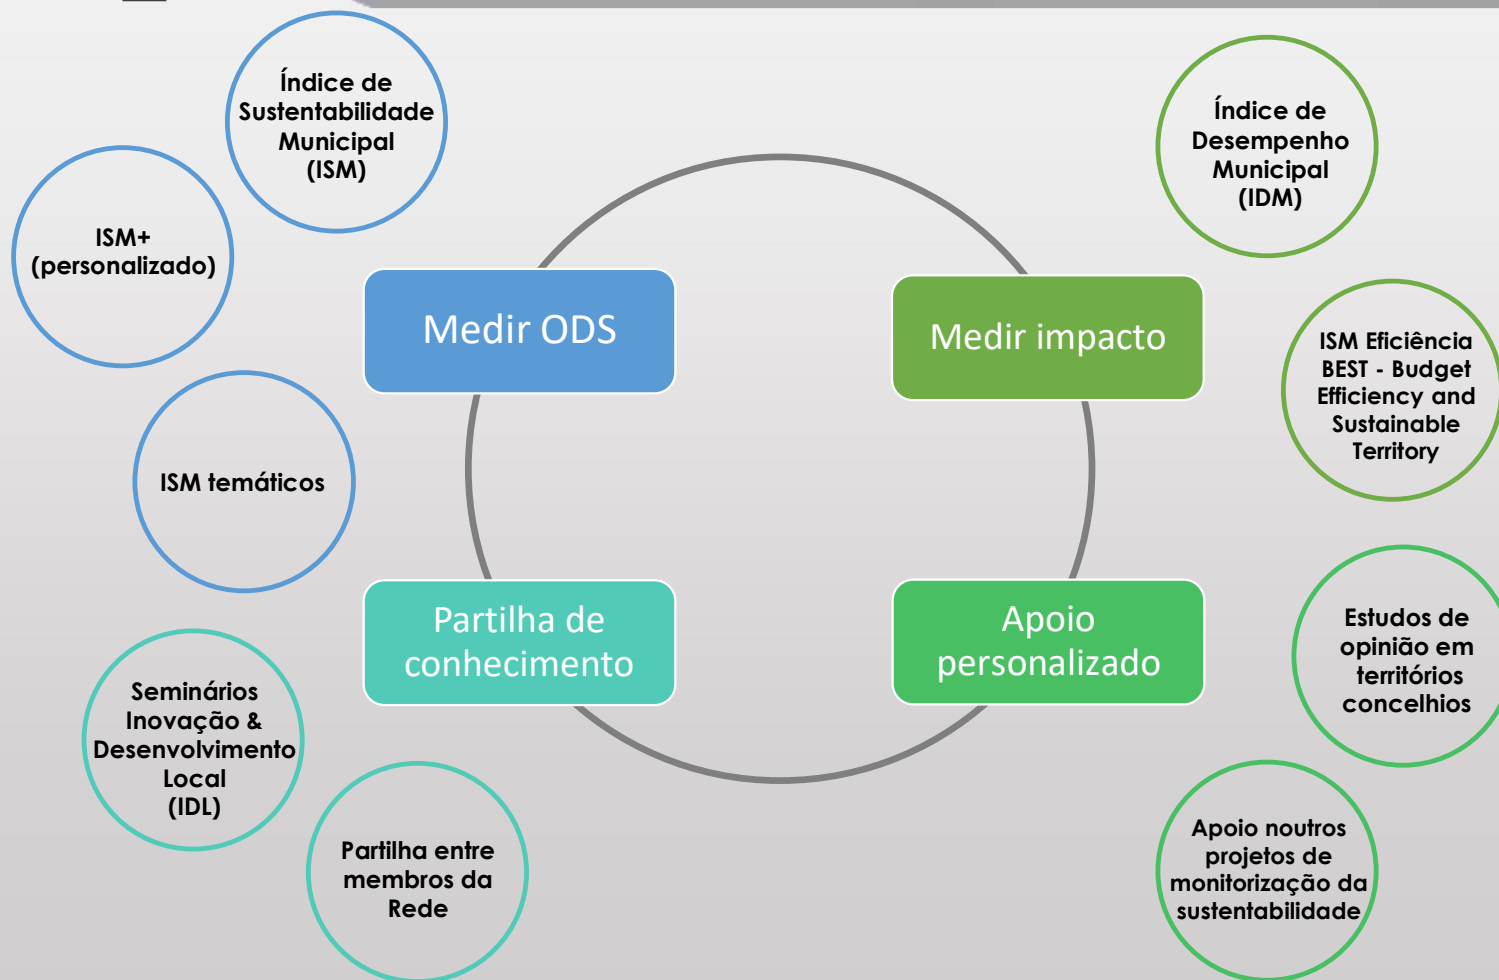 Índice de
Sustentabilidade
Municipal
(ISM)
ISM+
(personalizado)
ISM temáticos
Medir ODS
Medir impacto
Índice de
Desempenho
Municipal
(IDM)
ISM Eficiência
BEST - Budget
Efficiency and
Sustainable
Territory
Partilha de
conhecimento
Apoio
personalizado
Seminários
Inovação &
Desenvolvimento
Local
(IDL)
Partilha entre
membros da
Rede
Estudos de
opinião em
territórios
concelhios
Apoio noutros
projetos de
monitorização da
sustentabilidade